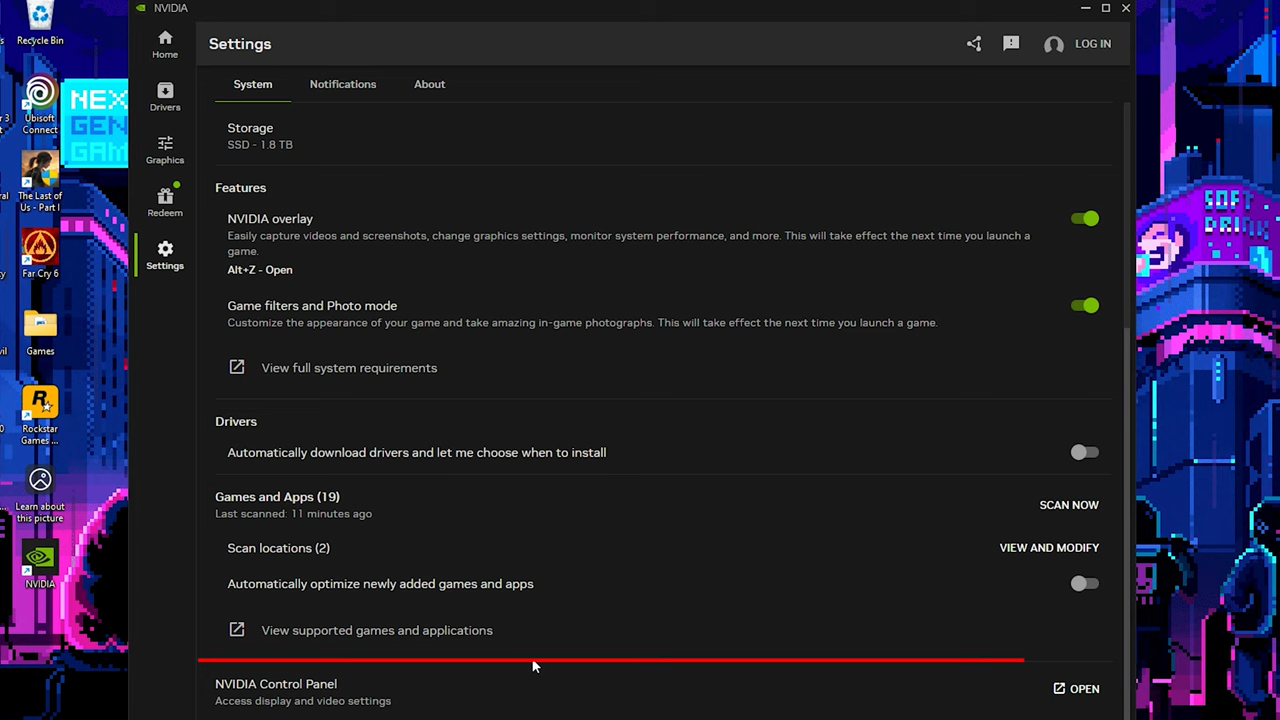 NVIDIA
Recycle Bin
Ubisoft
Connect
The Last of
Us - Part I
Far Cry 6
Games
Rockstar
Games ...
Learn about
this picture
NVIDIA
NEX
GEN
GAM
Home
Drivers
Graphics
Redeem
Settings
Settings
LOG IN
System
Notifications
About
Storage
SSD - 1.8 TB
Features
NVIDIA overlay
Easily capture videos and screenshots, change graphics settings, monitor system performance, and more. This will take effect the next time you launch a
game.
Alt+Z - Open
Game filters and Photo mode
Customize the appearance of your game and take amazing in-game photographs. This will take effect the next time you launch a game.
View full system requirements
Drivers
Automatically download drivers and let me choose when to install
Games and Apps (19)
Last scanned: 11 minutes ago
SCAN NOW
Scan locations (2)
VIEW AND MODIFY
Automatically optimize newly added games and apps
View supported games and applications
NVIDIA Control Panel
Access display and video settings
OPEN
SOFT
DRINK